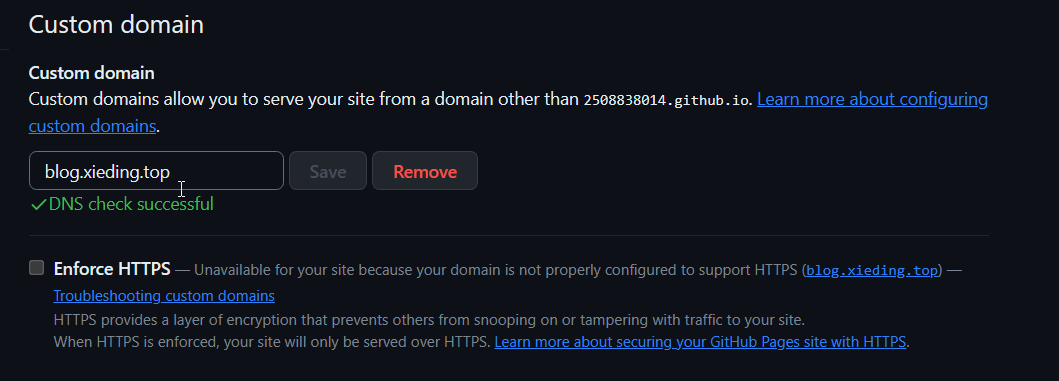 Custom domain
Custom domain
Custom domains allow you to serve your site from a domain other than 2508838014.github.io. Learn more about configuring
custom domains.
blog.xieding.top Save Remove
✓DNS check successful
Enforce HTTPS — Unavailable for your site because your domain is not properly configured to support HTTPS (blog.xieding.top) —
Troubleshooting custom domains
HTTPS provides a layer of encryption that prevents others from snooping on or tampering with traffic to your site.
When HTTPS is enforced, your site will only be served over HTTPS. Learn more about securing your GitHub Pages site with HTTPS.